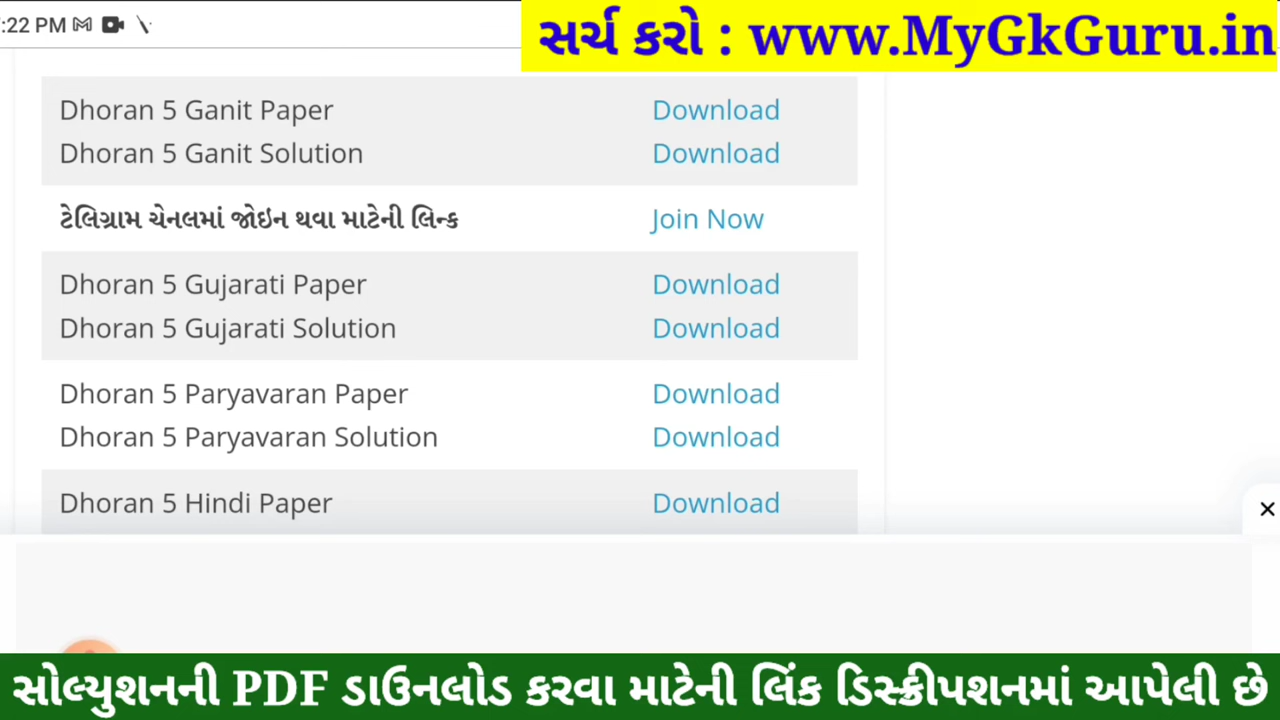 :22 PM
સર્ચ કરો : www.MyGkGuru.in
Dhoran 5 Ganit Paper Download
Dhoran 5 Ganit Solution Download
ટેલિગ્રામ ચેનલમાં જોઇન થવા માટેની લિન્ક Join Now
Dhoran 5 Gujarati Paper Download
Dhoran 5 Gujarati Solution Download
Dhoran 5 Paryavaran Paper Download
Dhoran 5 Paryavaran Solution Download
Dhoran 5 Hindi Paper Download
સોલ્યુશનની PDF ડાઉનલોડ કરવા માટેની લિંક ડિસ્ક્રીપશનમાં આપેલી છે